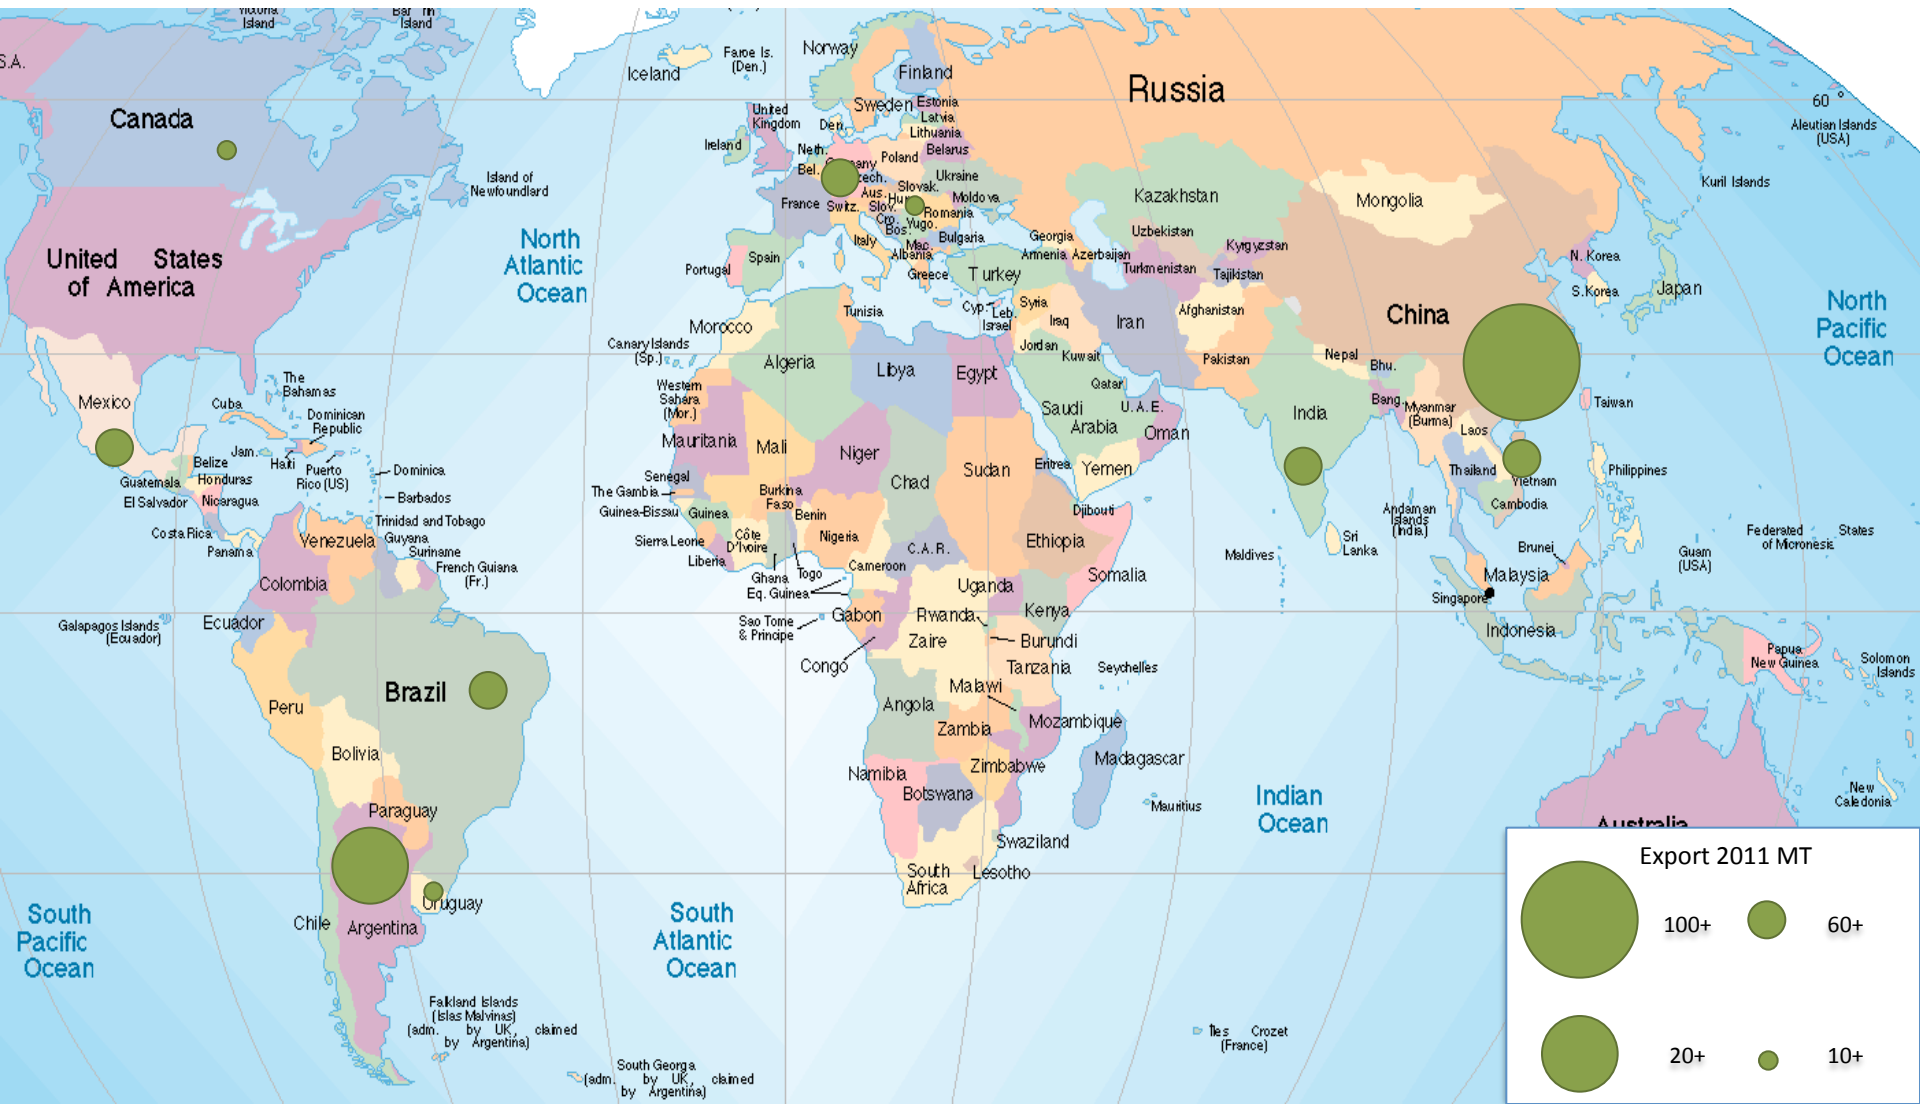 Island
Island
S.A.
Canada
Island of
Newfoundland
United States
of America
North
Atlantic
Ocean
Mexico
The
Bahamas
Cuba
Dominican
Republic
Jam.
Haiti
Puerto
Rico (US)
Belize
Honduras
Guatemala
El Salvador
Nicaragua
Costa Rica
Panama
Dominica
Barbados
Trinidad and Tobago
Guyana
Suriname
French Guiana
(Fr.)
Venezuela
Colombia
Ecuador
Galapagos Islands
(Ecuador)
Peru
Brazil
Bolivia
Paraguay
Uruguay
Chile
Argentina
South
Pacific
Ocean
Falkland Islands
(Islas Malvinas)
(adm. by UK, claimed
by Argentina)
South Georga
(adm. by UK, claimed
by Argentina)
South
Atlantic
Ocean
Iceland
Faroe Is.
(Den.)
Norway
Finland
Sweden
Estonia
Latvia
Lithuania
Belarus
United
Kingdom
Den.
Ireland
Neth.
Bel.
Poland
Ukraine
Slovak.
Moldova
Aus.
France
Switz.
Slov.
Romania
Cro.
Bos.
Yugo.
Bulgaria
Italy
Mac.
Albania
Greece
Spain
Portugal
Turkey
Georgia
Armenia
Azerbaijan
Russia
Kazakhstan
Uzbekistan
Kyrgyzstan
Turkmenistan
Tajikistan
Mongolia
China
N. Korea
S.Korea
Japan
Kuril Islands
60 °
Aleutian Islands
(USA)
North
Pacific
Ocean
Cyp.
Leb.
Israel
Syria
Iraq
Iran
Afghanistan
Jordan
Kuwait
Pakistan
Nepal
Bhu.
Qatar
U.A.E.
Saudi
Arabia
Oman
Yemen
India
Bang.
Myanmar
(Burma)
Laos
Taiwan
Thailand
Vietnam
Cambodia
Philippines
Andaman
Islands
(India)
Sri
Lanka
Maldives
Brunei
Malaysia
Singapore
Indonesia
Guam
(USA)
Federated States
of Micronesia
Papua
New Guinea
Solomon
Islands
New
Caledonia
Australia
Tunisia
Morocco
Canary Islands
(Sp.)
Algeria
Libya
Egypt
Western
Sahara
(Mor.)
Mauritania
Mali
Niger
Chad
Sudan
Eritrea
Djibouti
Senegal
The Gambia
Guinea-Bissau
Guinea
Burkina
Faso
Benin
Sierra Leone
Liberia
Côte
D'Ivoire
Ghana
Togo
Nigeria
Cameroon
C.A.R.
Ethiopia
Somalia
Eq. Guinea
Sao Tome
& Principe
Gabon
Congo
Uganda
Kenya
Rwanda
Burundi
Zaire
Tanzania
Seychelles
Angola
Malawi
Zambia
Mozambique
Namibia
Zimbabwe
Botswana
Madagascar
Mauritius
Swaziland
South
Africa
Lesotho
Indian
Ocean
Îles Crozet
(France)
Export 2011 MT
100+
60+
20+
10+